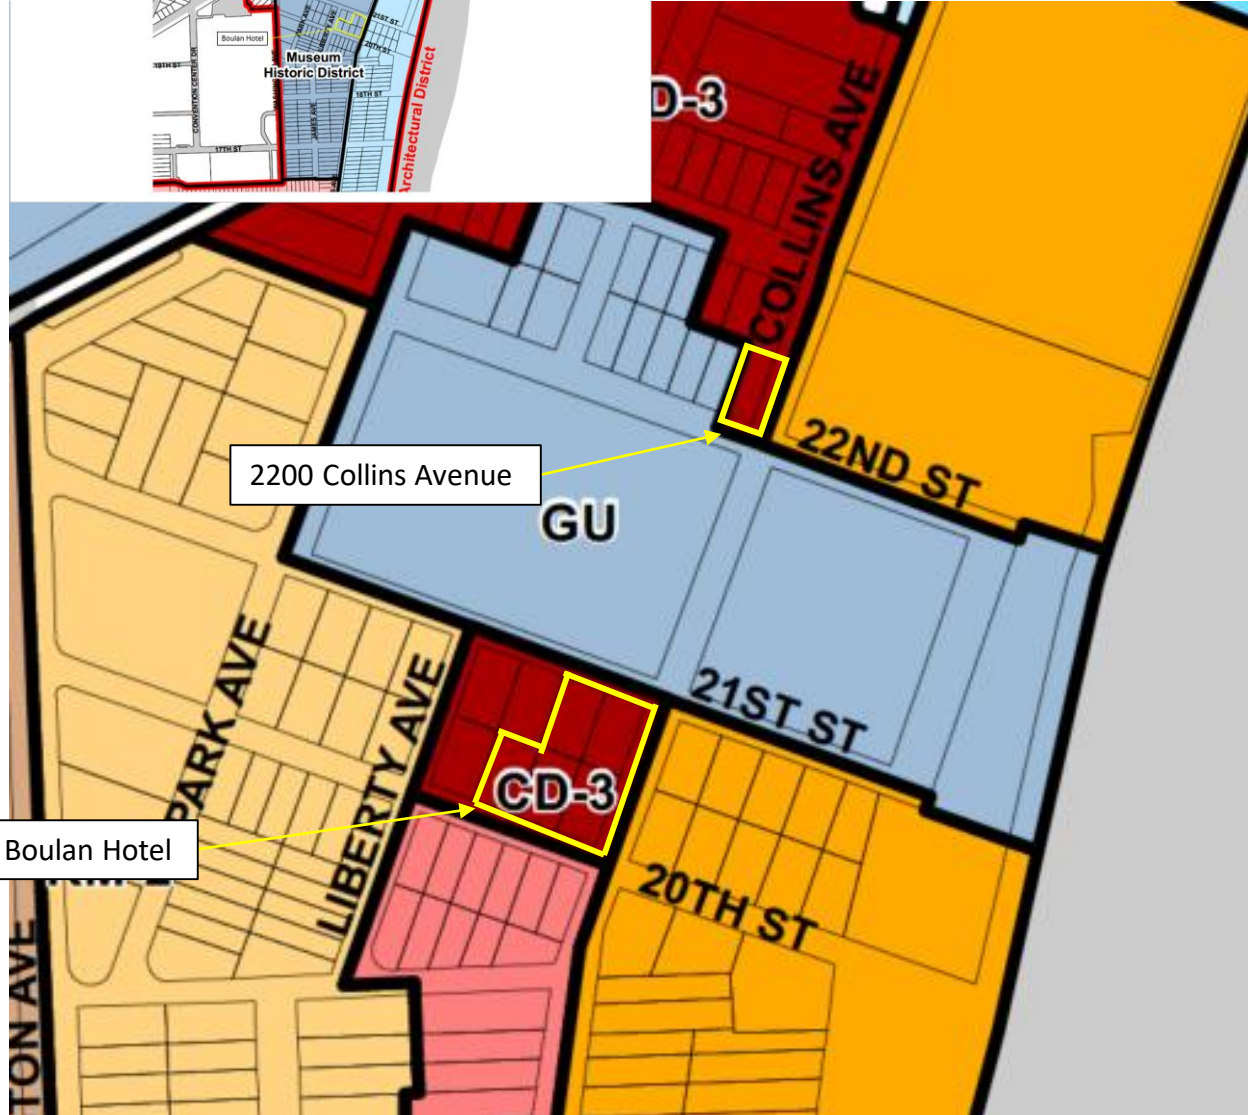 21ST ST
Boulan Hotel
20TH ST
Museum
Historic District
19TH ST
CONVENTION CENTER DR
18TH ST
JAMES AVE
17TH ST
Architectural District
D-3
COLLINS AVE
22ND ST
2200 Collins Avenue
GU
21ST ST
PARK AVE
LIBERTY AVE
CD-3
Boulan Hotel
20TH ST
TON AVE